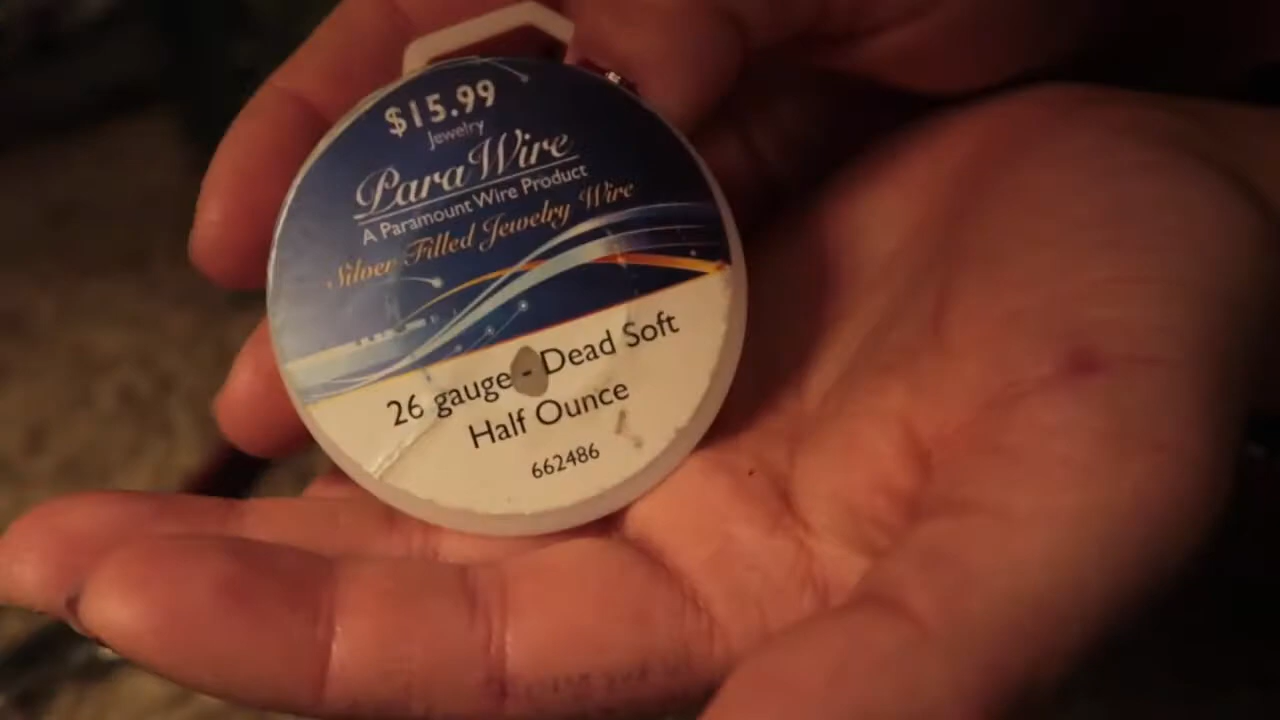 $15.99
Jewelry
ParaWire
A Paramount Wire Product
Silver Filled Jewelry Wire
26 gauge - Dead Soft
Half Ounce
662486